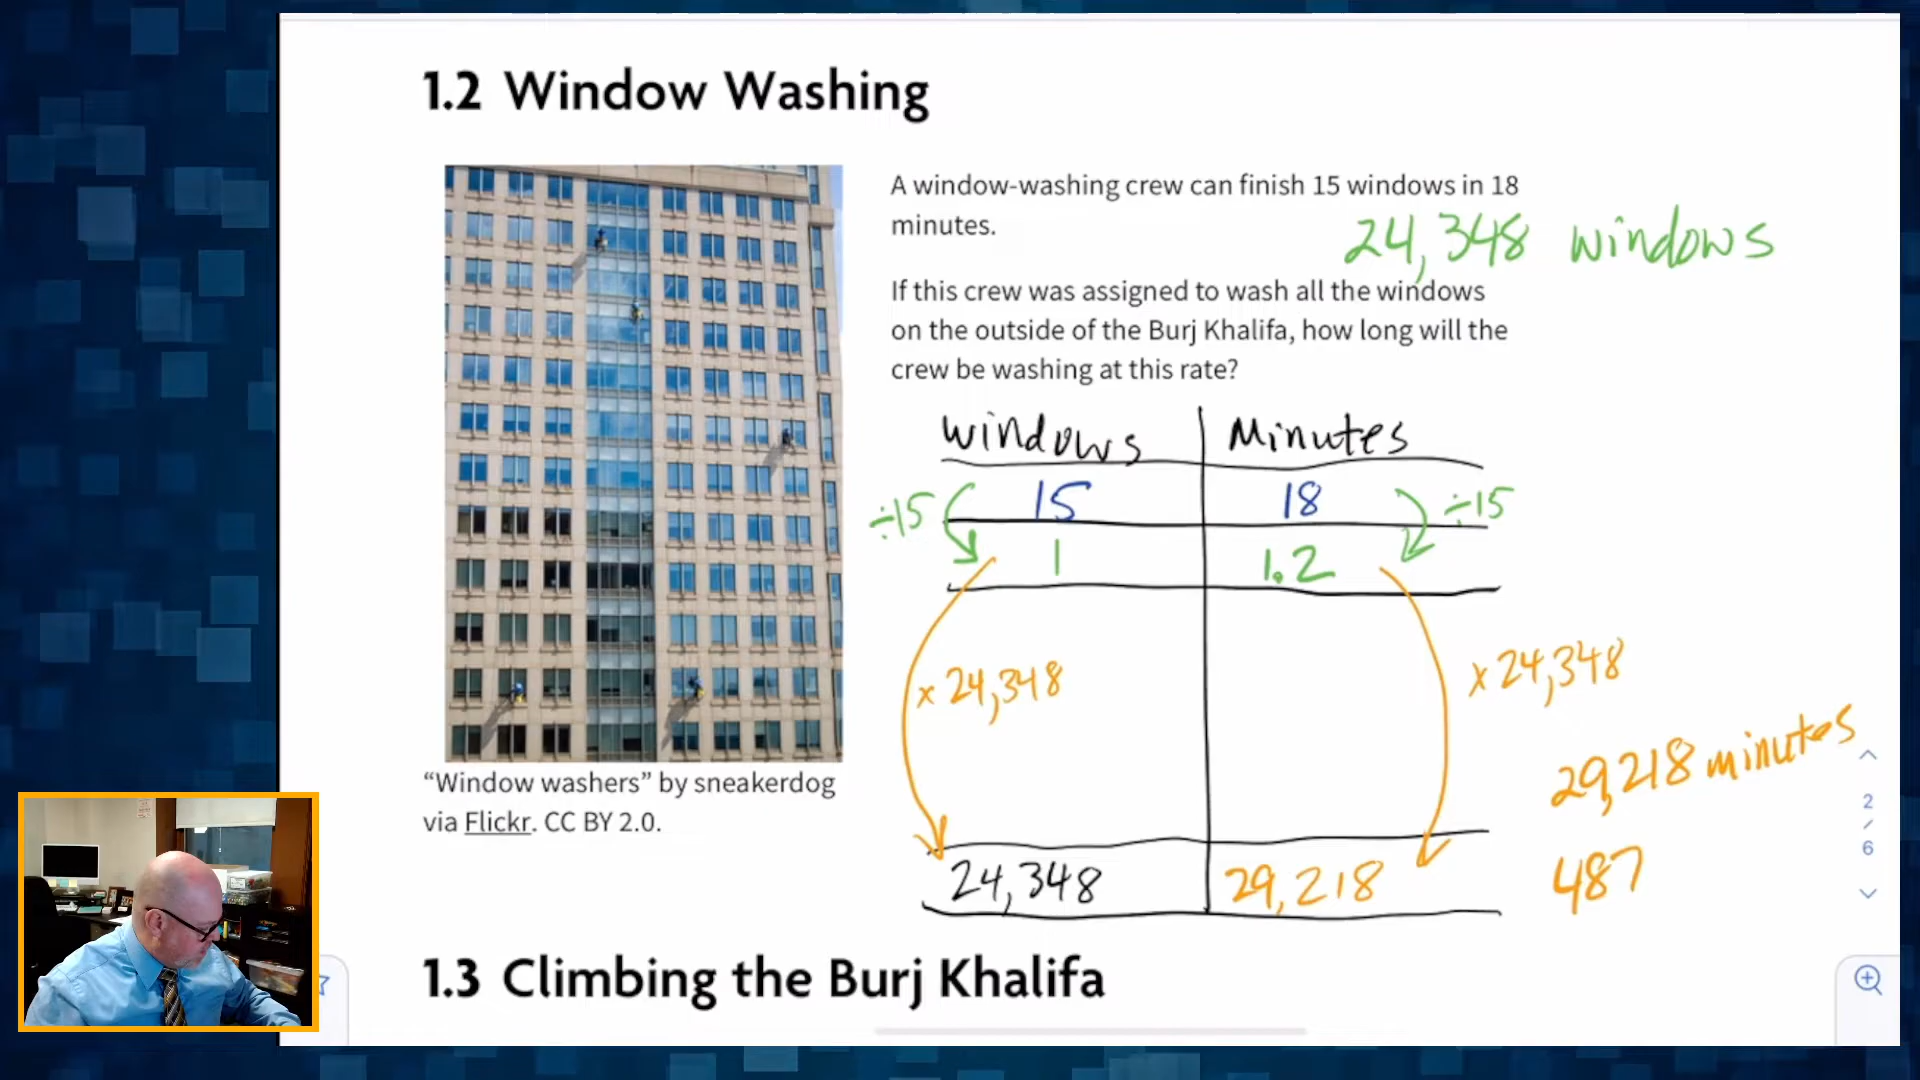 1.2 Window Washing
A window-washing crew can finish 15 windows in 18
minutes.
24,348 windows
If this crew was assigned to wash all the windows
on the outside of the Burj Khalifa, how long will the
crew be washing at this rate?
windows Minutes
÷15 15 18 ÷15
1 1.2
x 24,348 x 24,348
29,218 minutes
24,348 29,218 487
"Window washers" by sneakerdog
via Flickr. CC BY 2.0.
2
/
6
1.3 Climbing the Burj Khalifa